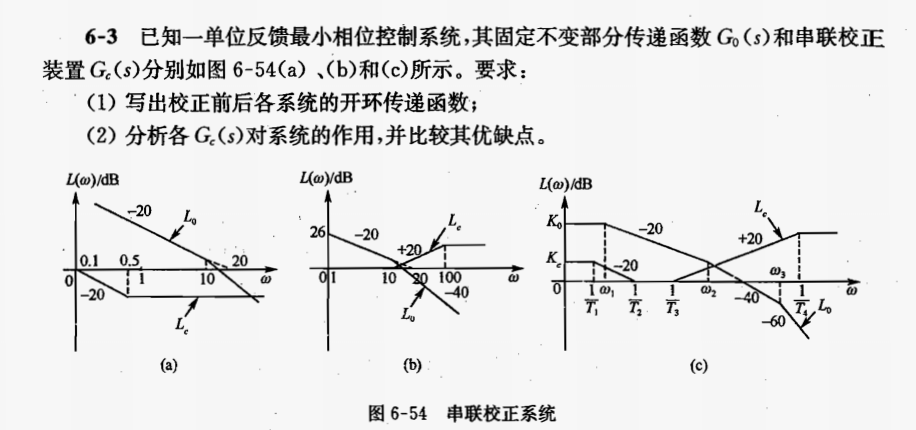 6-3 已知一单位反馈最小相位控制系统,其固定不变部分传递函数 G₀(s)和串联校正
装置 G_c(s)分别如图 6-54(a)、(b)和(c)所示。要求:
(1) 写出校正前后各系统的开环传递函数;
(2) 分析各 G_c(s)对系统的作用,并比较其优缺点。
L(ω)/dB
-20
L₀
0.1
0.5
20
0
1
10
ω
-20
L_c
(a)
L(ω)/dB
26
-20
+20
L_c
0
1
10
20
100
ω
-40
L₀
(b)
L(ω)/dB
K₀
-20
L_c
+20
K_c
-20
ω₃
0
1/T₁
ω₁
1/T₂
1/T₃
ω₂
-40
1/T₄
ω
-60
L₀
(c)
图 6-54 串联校正系统